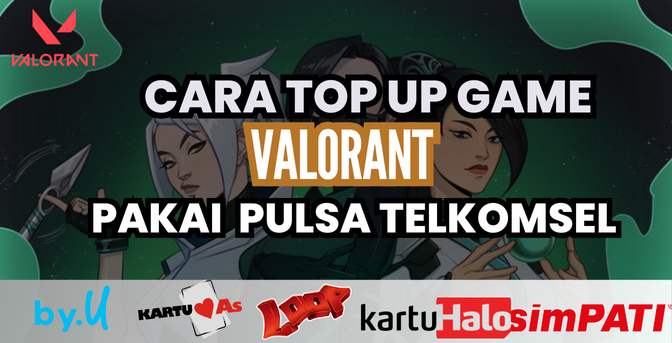 VALORANT
CARA TOP UP GAME
VALORANT
PAKAI PULSA TELKOMSEL
by.U KARTU As LOOP kartuHalo simPATI